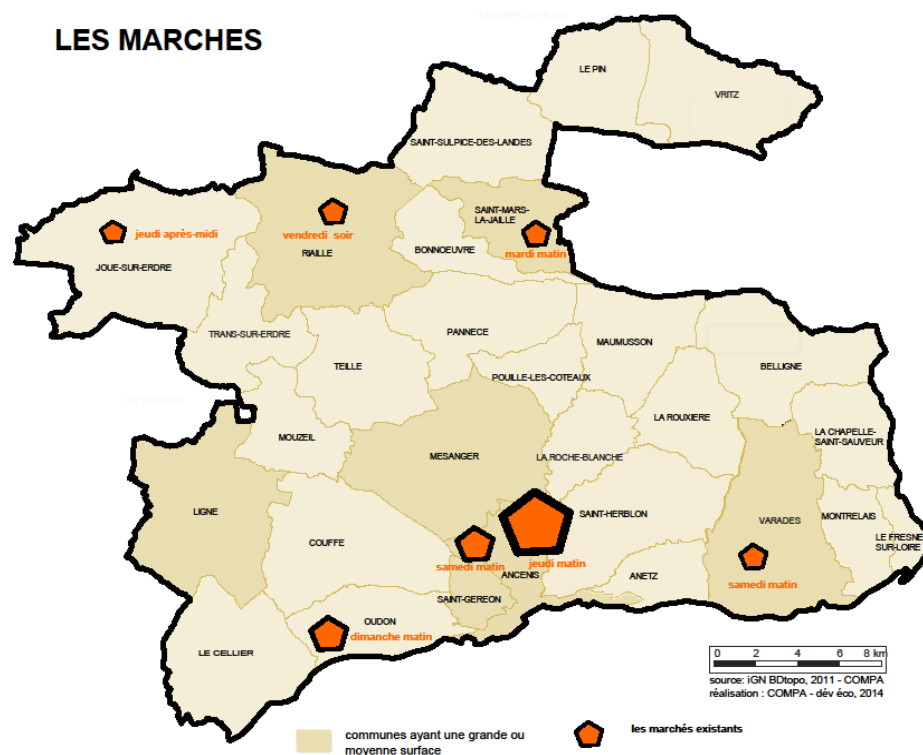 LES MARCHES
LE PIN
VRITZ
SAINT-SULPICE-DES-LANDES
SAINT-MARS-
LA-JAILLE
vendredi soir
RIAILLE
jeudi après-midi
JOUE-SUR-ERDRE
BONNOEUVRE
mardi matin
TRANS-SUR-ERDRE
PANNECE
MAUMUSSON
TEILLE
BELLIGNE
POUILLE-LES-COTEAUX
LES MARCHES
LA ROUXIERE
MOUZEIL
LA CHAPELLE-
SAINT-SAUVEUR
MESANGER
LA ROCHE-BLANCHE
LIGNE
SAINT-HERBLON
VARADES
MONTRELAIS
COUFFE
LE FRESNE
SUR-LOIRE
samedi matin
jeudi matin
ANCENIS
ANETZ
samedi matin
SAINT-GEREON
OUDON
dimanche matin
LE CELLIER
0 2 4 6 8 km
source: iGN BDtopo, 2011 - COMPA
réalisation : COMPA - dév éco, 2014
communes ayant une grande ou
moyenne surface
les marchés existants